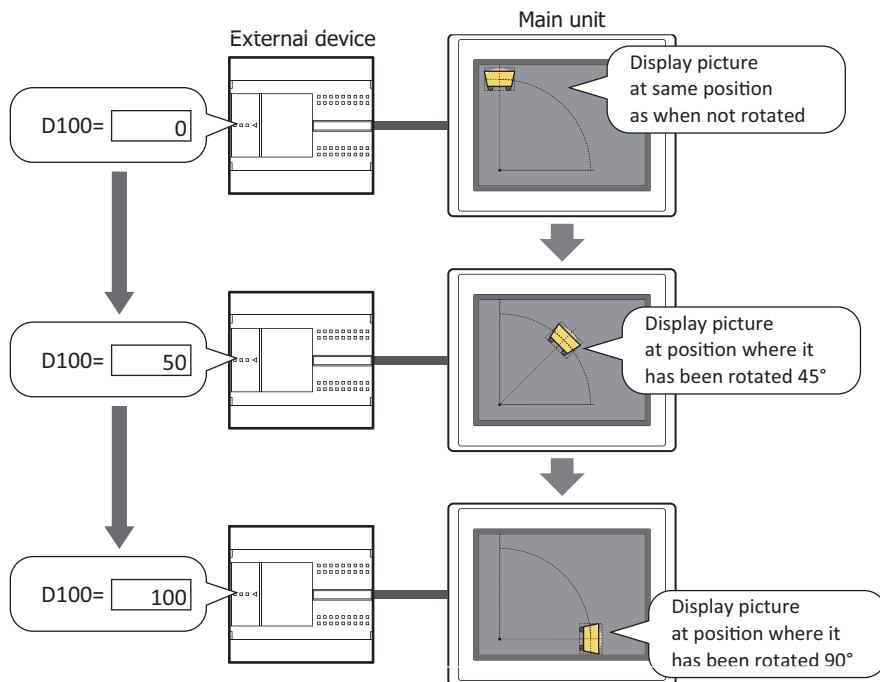 External device
Main unit
D100= 0
Display picture
at same position
as when not rotated
D100= 50
Display picture
at position where it
has been rotated 45°
D100= 100
Display picture
at position where it
has been rotated 90°